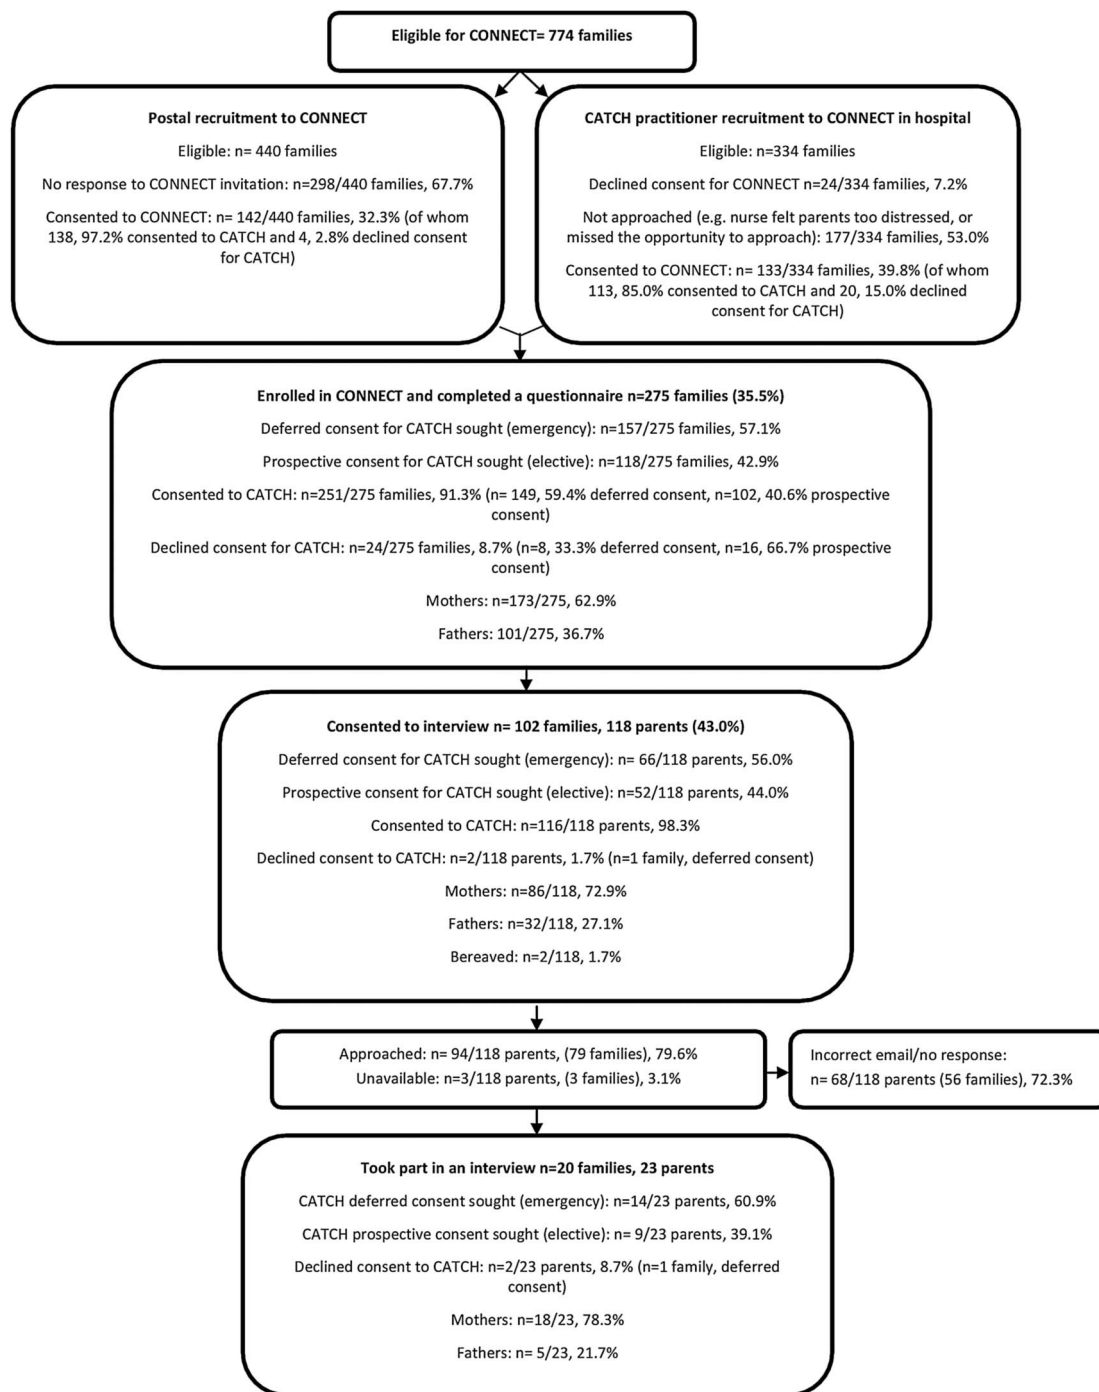 Eligible for CONNECT= 774 families
Postal recruitment to CONNECT
Eligible: n= 440 families
No response to CONNECT invitation: n=298/440 families, 67.7%
Consented to CONNECT: n= 142/440 families, 32.3% (of whom
138, 97.2% consented to CATCH and 4, 2.8% declined consent
for CATCH)
CATCH practitioner recruitment to CONNECT in hospital
Eligible: n=334 families
Declined consent for CONNECT n=24/334 families, 7.2%
Not approached (e.g. nurse felt parents too distressed, or
missed the opportunity to approach): 177/334 families, 53.0%
Consented to CONNECT: n= 133/334 families, 39.8% (of whom
113, 85.0% consented to CATCH and 20, 15.0% declined
consent for CATCH)
Enrolled in CONNECT and completed a questionnaire n=275 families (35.5%)
Deferred consent for CATCH sought (emergency): n=157/275 families, 57.1%
Prospective consent for CATCH sought (elective): n=118/275 families, 42.9%
Consented to CATCH: n=251/275 families, 91.3% (n= 149, 59.4% deferred consent, n=102, 40.6% prospective
consent)
Declined consent for CATCH: n=24/275 families, 8.7% (n=8, 33.3% deferred consent, n=16, 66.7% prospective
consent)
Mothers: n=173/275, 62.9%
Fathers: 101/275, 36.7%
Consented to interview n= 102 families, 118 parents (43.0%)
Deferred consent for CATCH sought (emergency): n= 66/118 parents, 56.0%
Prospective consent for CATCH sought (elective): n=52/118 parents, 44.0%
Consented to CATCH: n=116/118 parents, 98.3%
Declined consent to CATCH: n=2/118 parents, 1.7% (n=1 family, deferred consent)
Mothers: n=86/118, 72.9%
Fathers: n=32/118, 27.1%
Bereaved: n=2/118, 1.7%
Approached: n= 94/118 parents, (79 families), 79.6%
Unavailable: n=3/118 parents, (3 families), 3.1%
Incorrect email/no response:
n= 68/118 parents (56 families), 72.3%
Took part in an interview n=20 families, 23 parents
CATCH deferred consent sought (emergency): n=14/23 parents, 60.9%
CATCH prospective consent sought (elective): n= 9/23 parents, 39.1%
Declined consent to CATCH: n=2/23 parents, 8.7% (n=1 family, deferred
consent)
Mothers: n=18/23, 78.3%
Fathers: n= 5/23, 21.7%